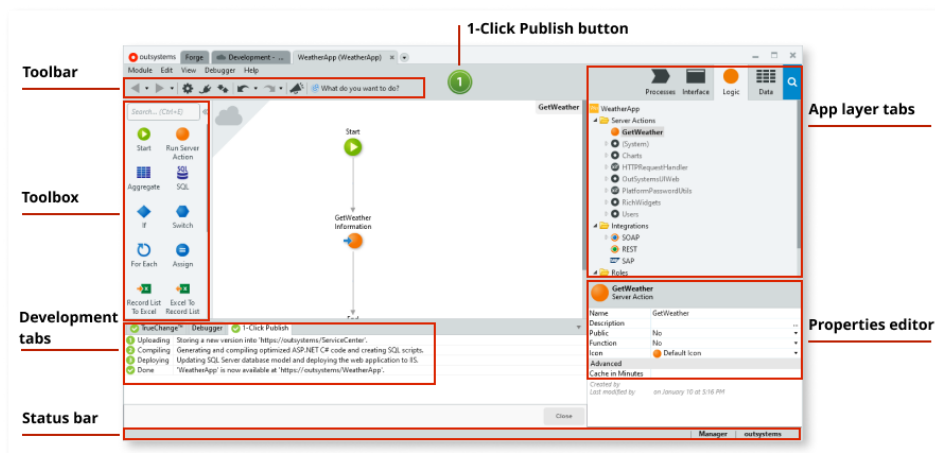 1-Click Publish button
outsystems Forge Development - ... WeatherApp (WeatherApp)
Module Edit View Debugger Help
Toolbar
What do you want to do?
1
Processes Interface Logic Data
App layer tabs
Search... (Ctrl+E)
GetWeather
WeatherApp
Server Actions
GetWeather
(System)
Charts
HTTPRequestHandler
OutSystemsUIWeb
PlatformPasswordUtils
RichWidgets
Users
Integrations
SOAP
REST
SAP
Roles
Toolbox
Start Run Server
Action
Aggregate SQL
If Switch
For Each Assign
Record List Excel To
To Excel Record List
Start
GetWeather
Information
End
Development
tabs
TrueChange™ Debugger 1-Click Publish
1 Uploading Storing a new version into 'https://outsystems/ServiceCenter'.
2 Compiling Generating and compiling optimized ASP.NET C# code and creating SQL scripts.
3 Deploying Updating SQL Server database model and deploying the web application to IIS.
Done 'WeatherApp' is now available at 'https://outsystems/WeatherApp'.
Close
GetWeather
Server Action
Name GetWeather
Description ...
Public No
Function No
Icon Default Icon
Advanced
Cache in Minutes
Created by
Last modified by on January 10 at 5:16 PM
Properties editor
Status bar
Manager outsystems